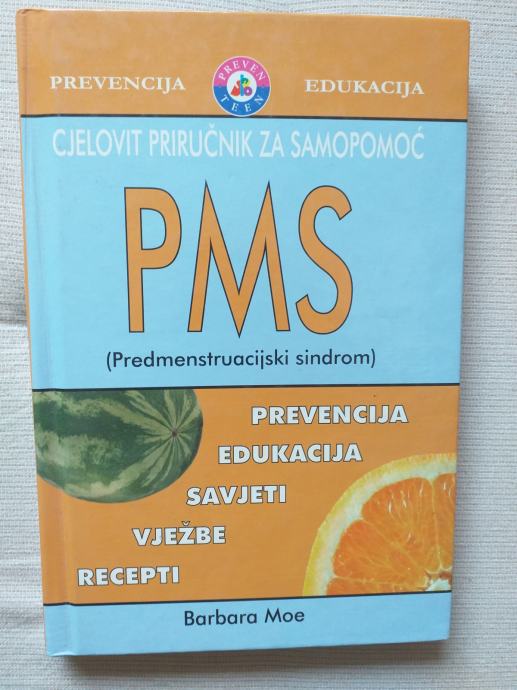 PREVENCIJA
PREVEN
TEEN
EDUKACIJA
CJELOVIT PRIRUČNIK ZA SAMOPOMOĆ
PMS
(Predmenstruacijski sindrom)
PREVENCIJA
EDUKACIJA
SAVJETI
VJEŽBE
RECEPTI
Barbara Moe